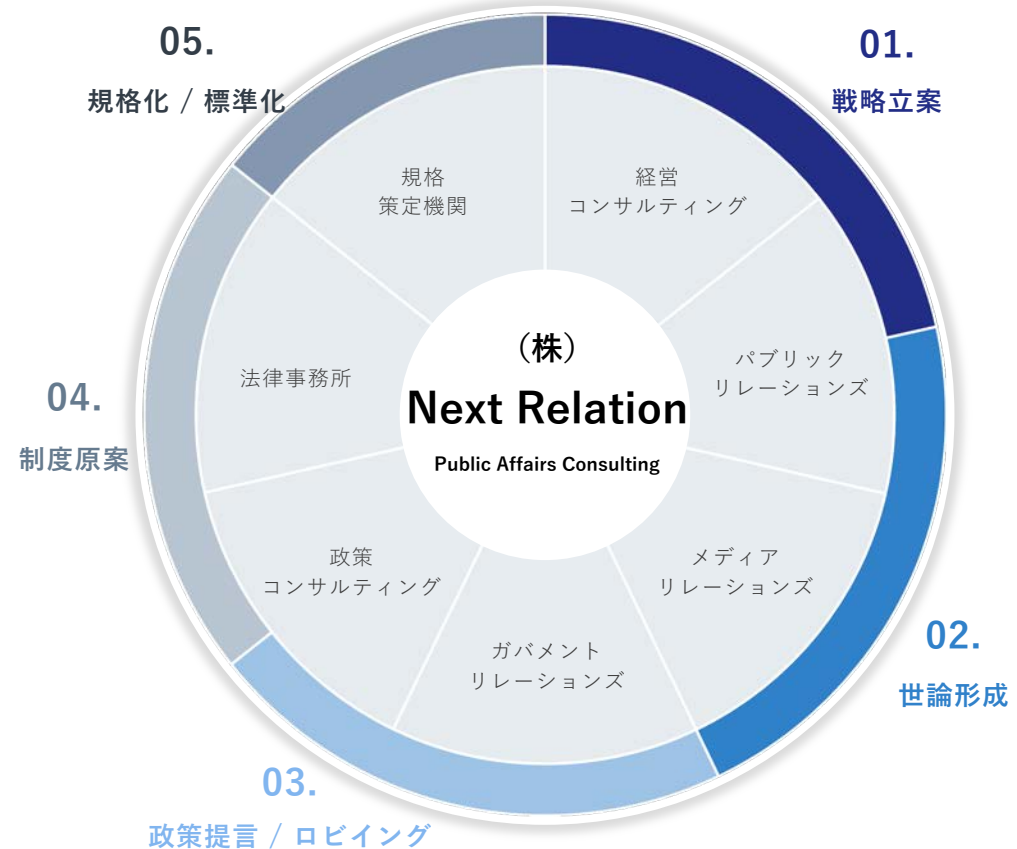 05.
規格化 / 標準化
01.
戦略立案
規格
策定機関
経営
コンサルティング
(株)
Next Relation
Public Affairs Consulting
パブリック
リレーションズ
法律事務所
04.
制度原案
メディア
リレーションズ
政策
コンサルティング
ガバメント
リレーションズ
02.
世論形成
03.
政策提言 / ロビイング